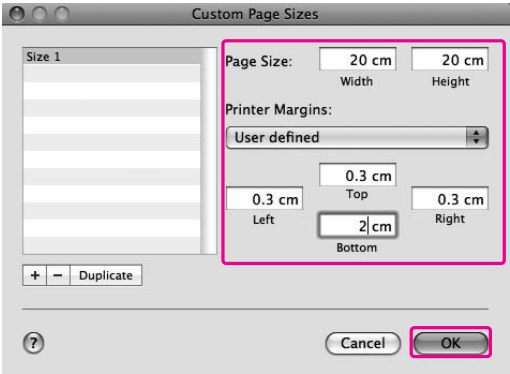 Custom Page Sizes
Size 1
Page Size:
20 cm
20 cm
Width
Height
Printer Margins:
User defined
0.3 cm
Top
0.3 cm
0.3 cm
Left
Right
2 cm
Bottom
+ − Duplicate
?
Cancel
OK